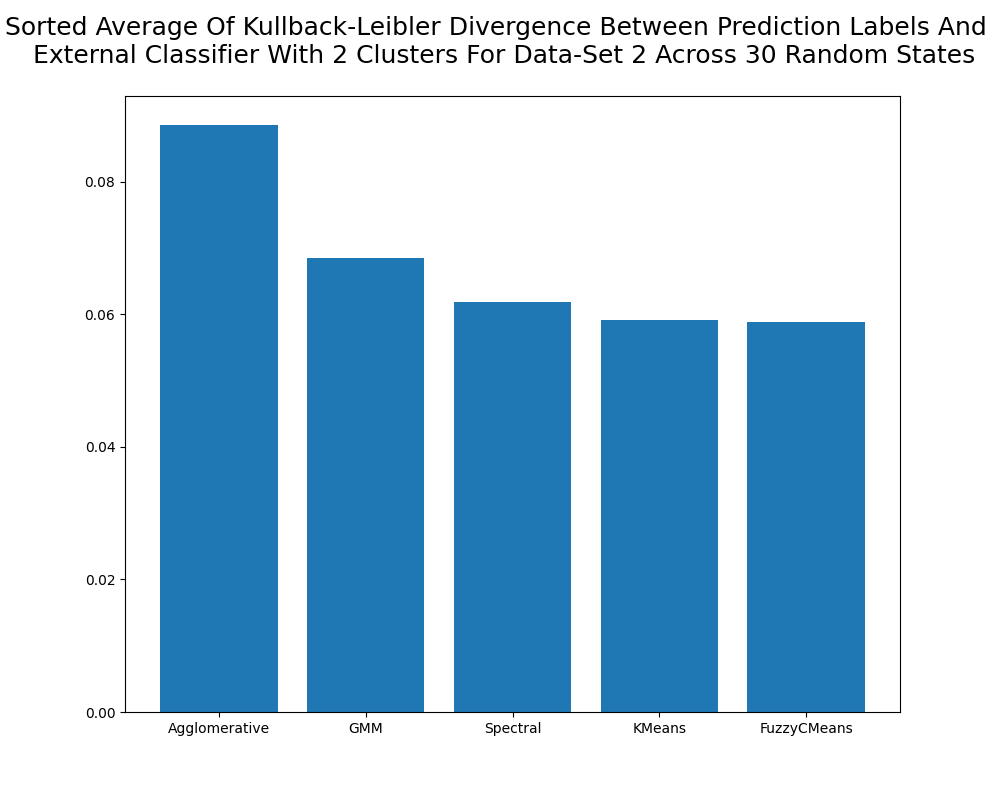 Sorted Average Of Kullback-Leibler Divergence Between Prediction Labels And
External Classifier With 2 Clusters For Data-Set 2 Across 30 Random States
0.08
0.06
0.04
0.02
0.00
Agglomerative GMM Spectral KMeans FuzzyCMeans